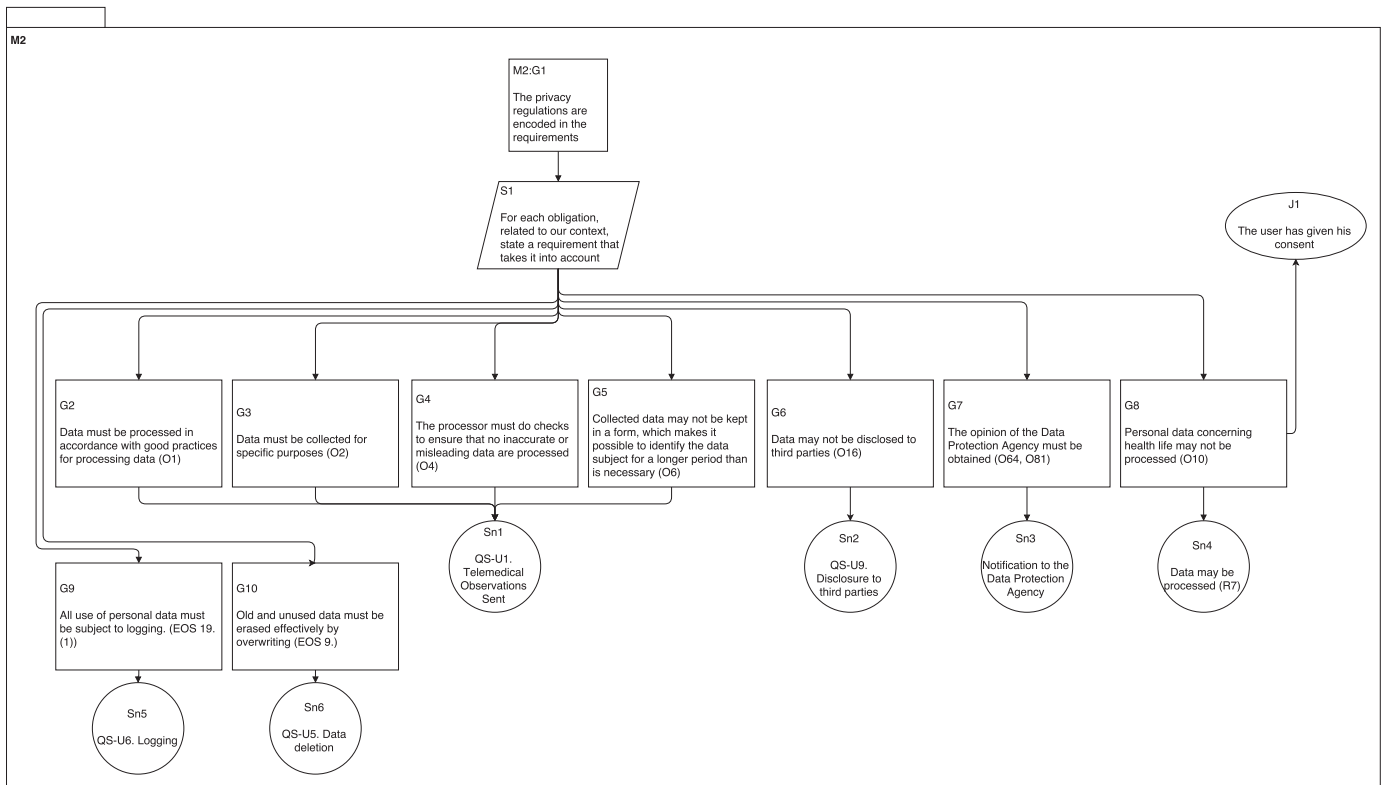 M2
M2:G1
The privacy
regulations are
encoded in the
requirements
S1
For each obligation,
related to our context,
state a requirement that
takes it into account
J1
The user has given his
consent
G2
Data must be processed in
accordance with good practices
for processing data (O1)
G3
Data must be collected for
specific purposes (O2)
G4
The processor must do checks
to ensure that no inaccurate or
misleading data are processed
(O4)
G5
Collected data may not be kept
in a form, which makes it
possible to identify the data
subject for a longer period than
is necessary (O6)
G6
Data may not be disclosed to
third parties (O16)
G7
The opinion of the Data
Protection Agency must be
obtained (O64, O81)
G8
Personal data concerning
health life may not be
processed (O10)
Sn1
QS-U1.
Telemedical
Observations
Sent
Sn2
QS-U9.
Disclosure to
third parties
Sn3
Notification to the
Data Protection
Agency
Sn4
Data may be
processed (R7)
G9
All use of personal data must
be subject to logging. (EOS 19.
(1))
G10
Old and unused data must be
erased effectively by
overwriting (EOS 9.)
Sn5
QS-U6. Logging
Sn6
QS-U5. Data
deletion